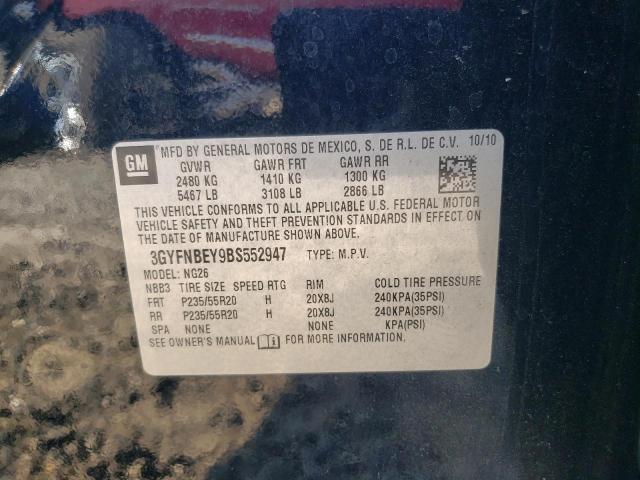 GM
MFD BY GENERAL MOTORS DE MEXICO, S. DE R.L. DE C.V. 10/10
GVWR GAWR FRT GAWR RR
2480 KG 1410 KG 1300 KG
5467 LB 3108 LB 2866 LB
THIS VEHICLE CONFORMS TO ALL APPLICABLE U.S. FEDERAL MOTOR
VEHICLE SAFETY AND THEFT PREVENTION STANDARDS IN EFFECT ON
THE DATE OF MANUFACTURE SHOWN ABOVE.
3GYFNBEY9BS552947 TYPE: M.P.V.
MODEL: NG26
NBB3 TIRE SIZE SPEED RTG RIM COLD TIRE PRESSURE
FRT P235/55R20 H 20X8J 240KPA(35PSI)
RR P235/55R20 H 20X8J 240KPA(35PSI)
SPA NONE NONE KPA(PSI)
SEE OWNER'S MANUAL FOR MORE INFORMATION.